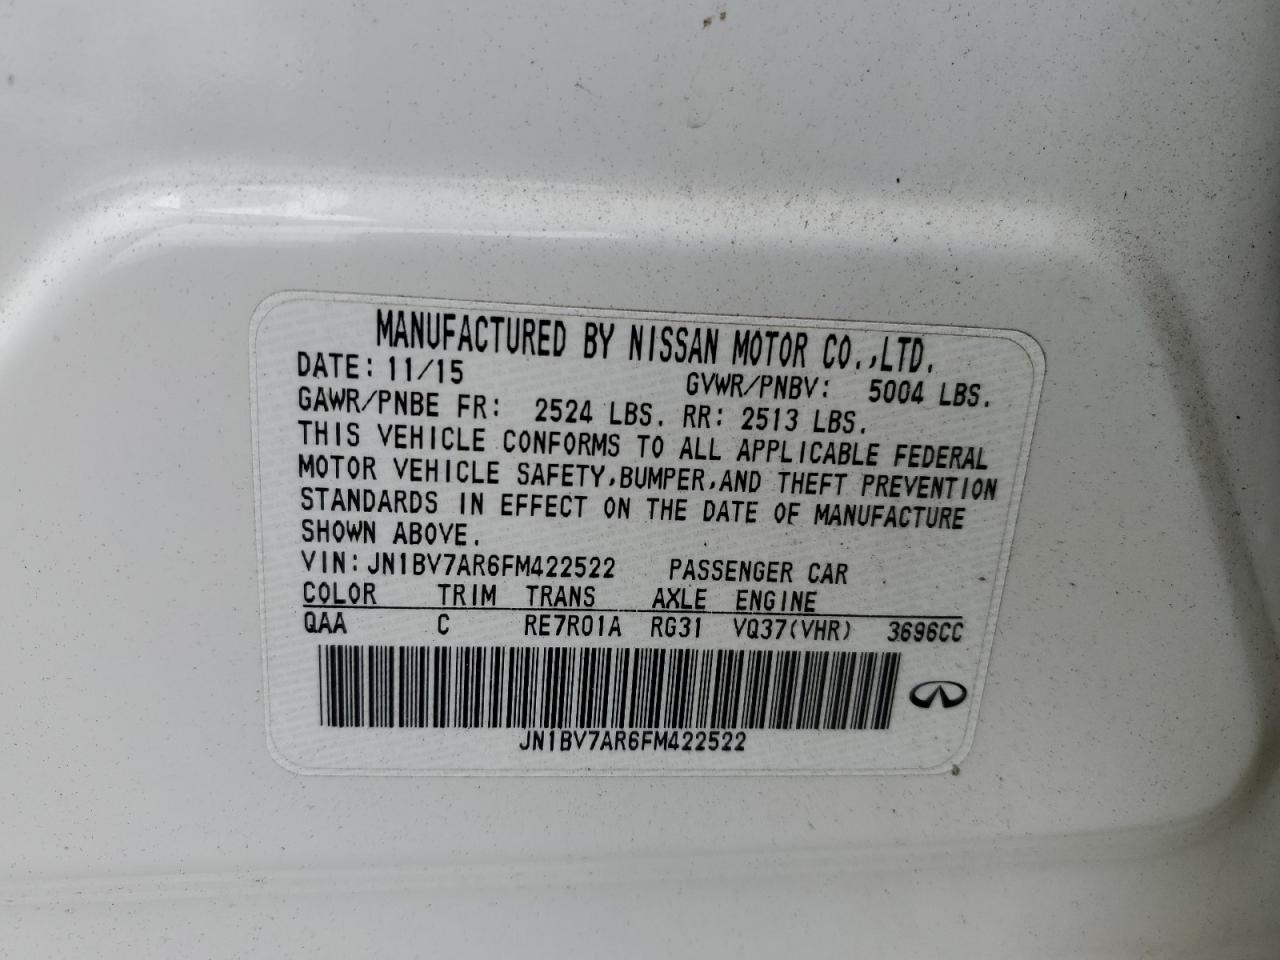 MANUFACTURED BY NISSAN MOTOR CO.,LTD.
DATE: 11/15 GVWR/PNBV: 5004 LBS.
GAWR/PNBE FR: 2524 LBS. RR: 2513 LBS.
THIS VEHICLE CONFORMS TO ALL APPLICABLE FEDERAL
MOTOR VEHICLE SAFETY,BUMPER,AND THEFT PREVENTION
STANDARDS IN EFFECT ON THE DATE OF MANUFACTURE
SHOWN ABOVE.
VIN: JN1BV7AR6FM422522 PASSENGER CAR
COLOR TRIM TRANS AXLE ENGINE
QAA C RE7R01A RG31 VQ37(VHR) 3696CC
JN1BV7AR6FM422522